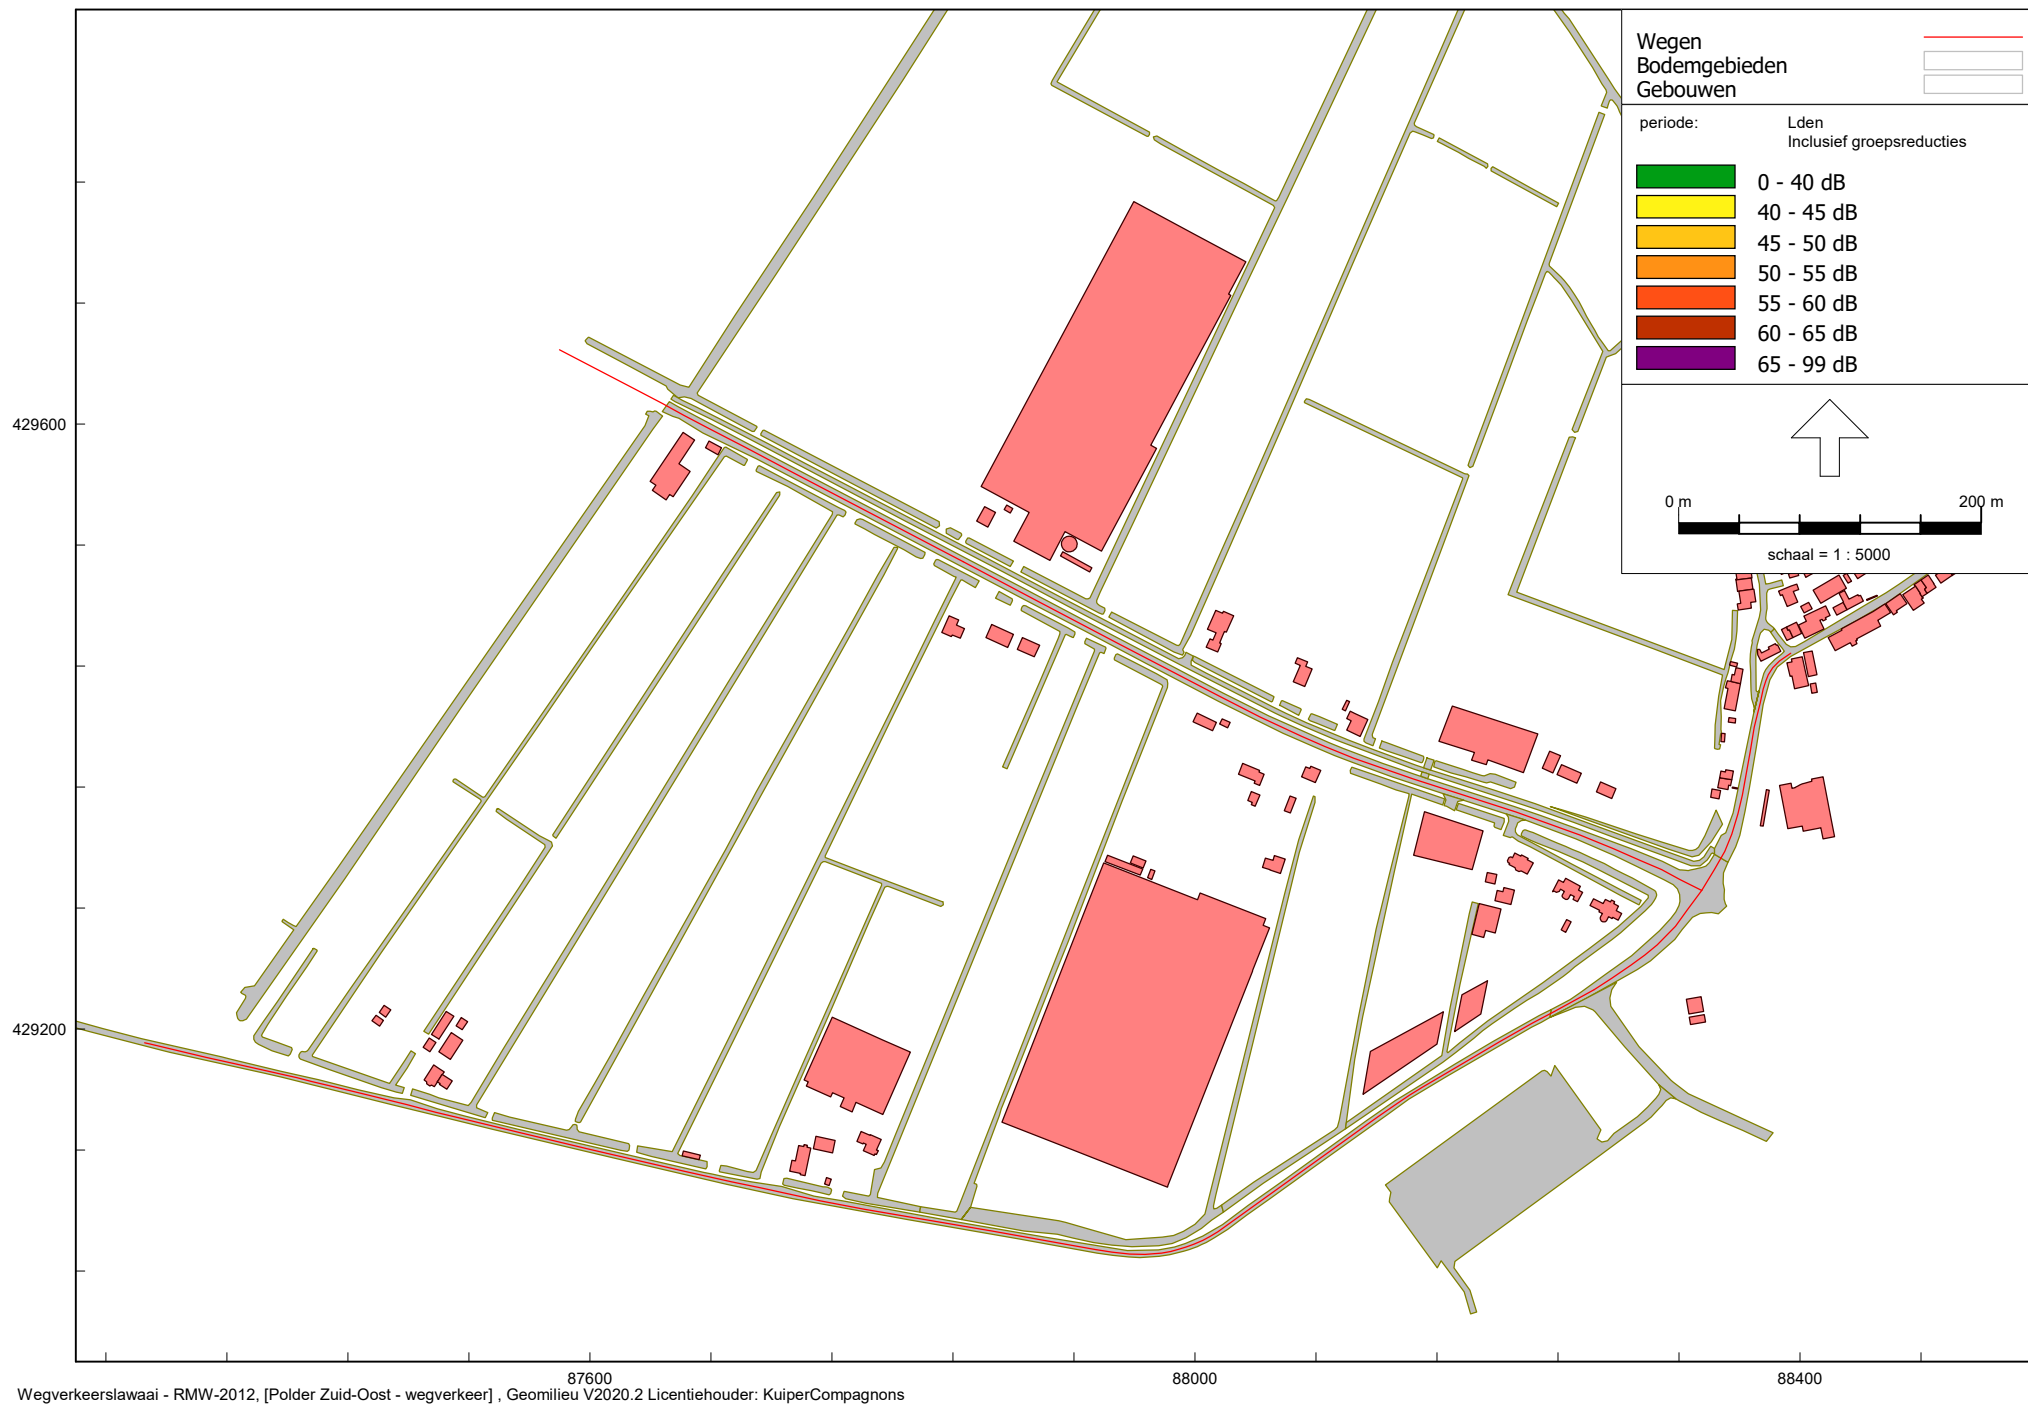 Wegen
Bodemgebieden
Gebouwen
periode: Lden
Inclusief groepsreducties
0 - 40 dB
40 - 45 dB
45 - 50 dB
50 - 55 dB
55 - 60 dB
60 - 65 dB
65 - 99 dB
0 m 200 m
schaal = 1 : 5000
429600
429200
87600 88000 88400
Wegverkeerslawaai - RMW-2012, [Polder Zuid-Oost - wegverkeer] , Geomilieu V2020.2 Licentiehouder: KuiperCompagnons